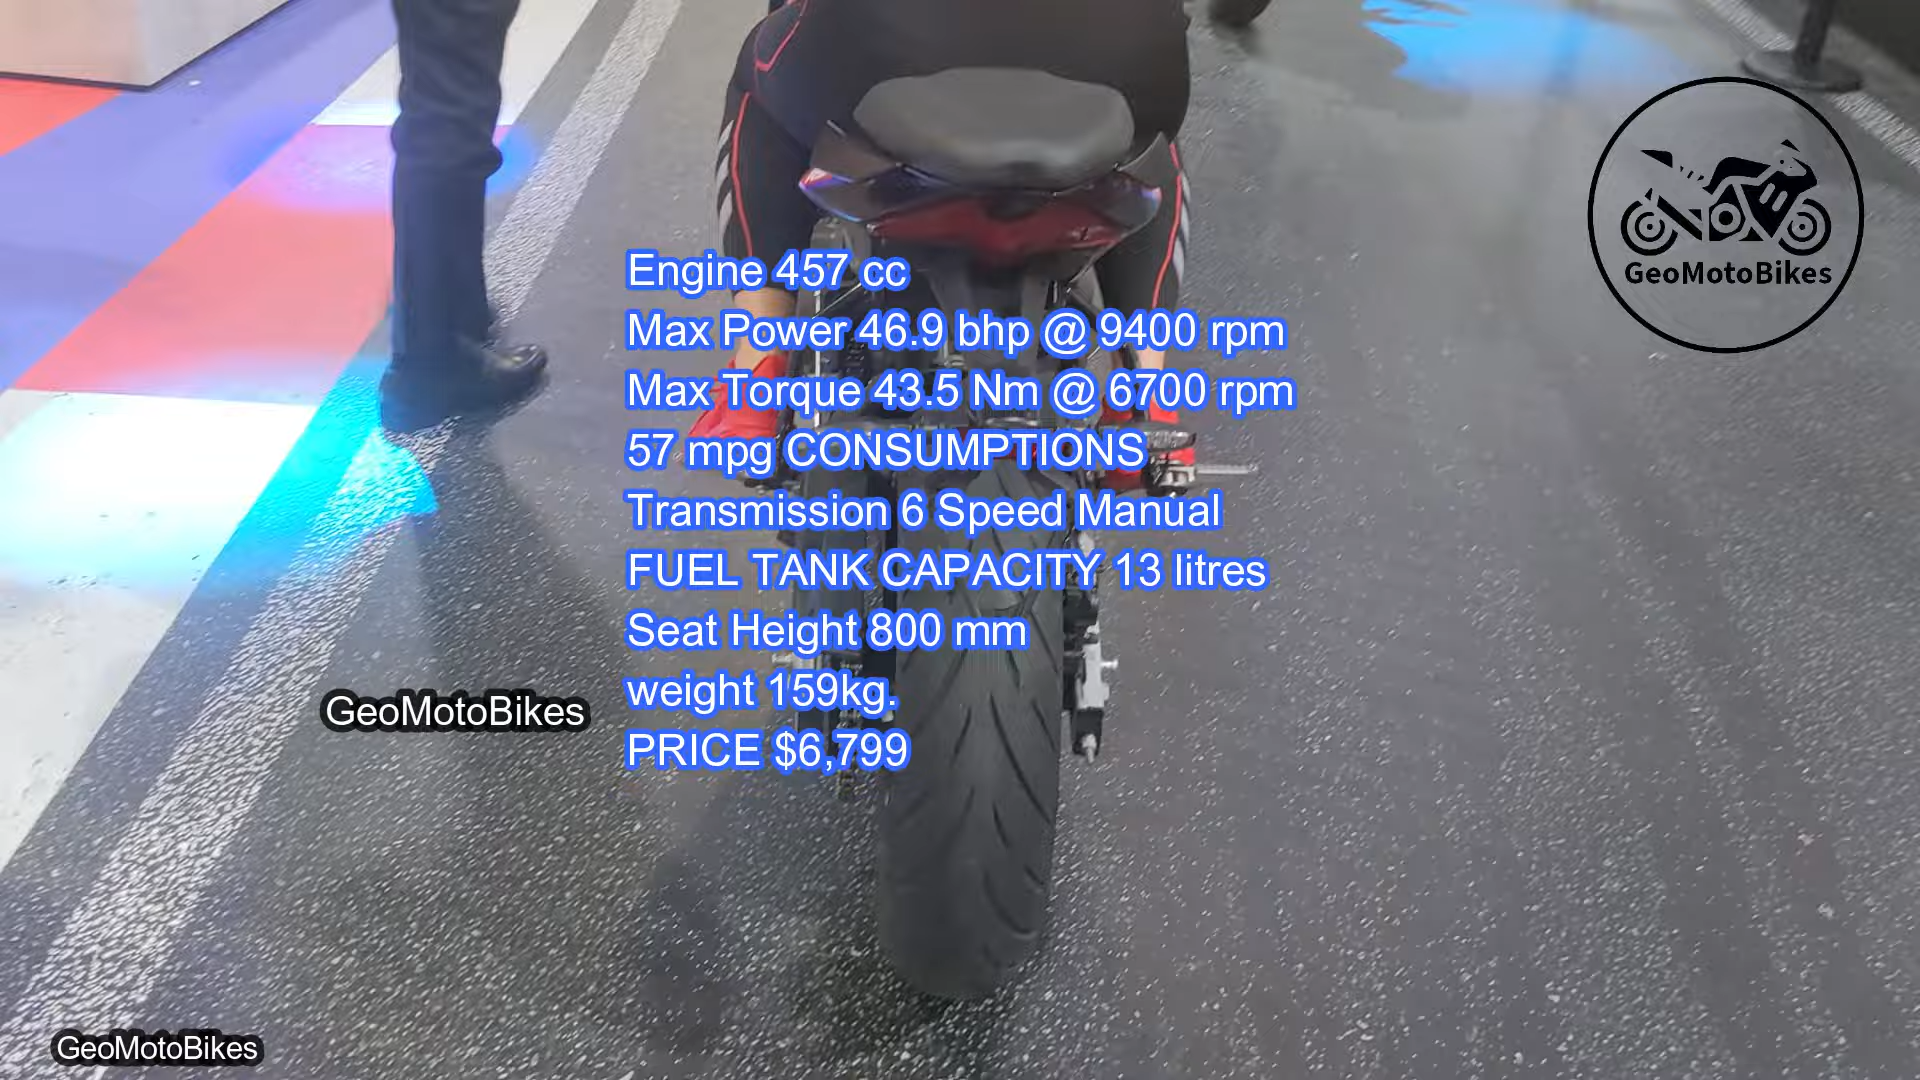 Engine 457 cc
Max Power 46.9 bhp @ 9400 rpm
Max Torque 43.5 Nm @ 6700 rpm
57 mpg CONSUMPTIONS
Transmission 6 Speed Manual
FUEL TANK CAPACITY 13 litres
Seat Height 800 mm
weight 159kg.
PRICE $6,799
GeoMotoBikes
GeoMotoBikes
GeoMotoBikes